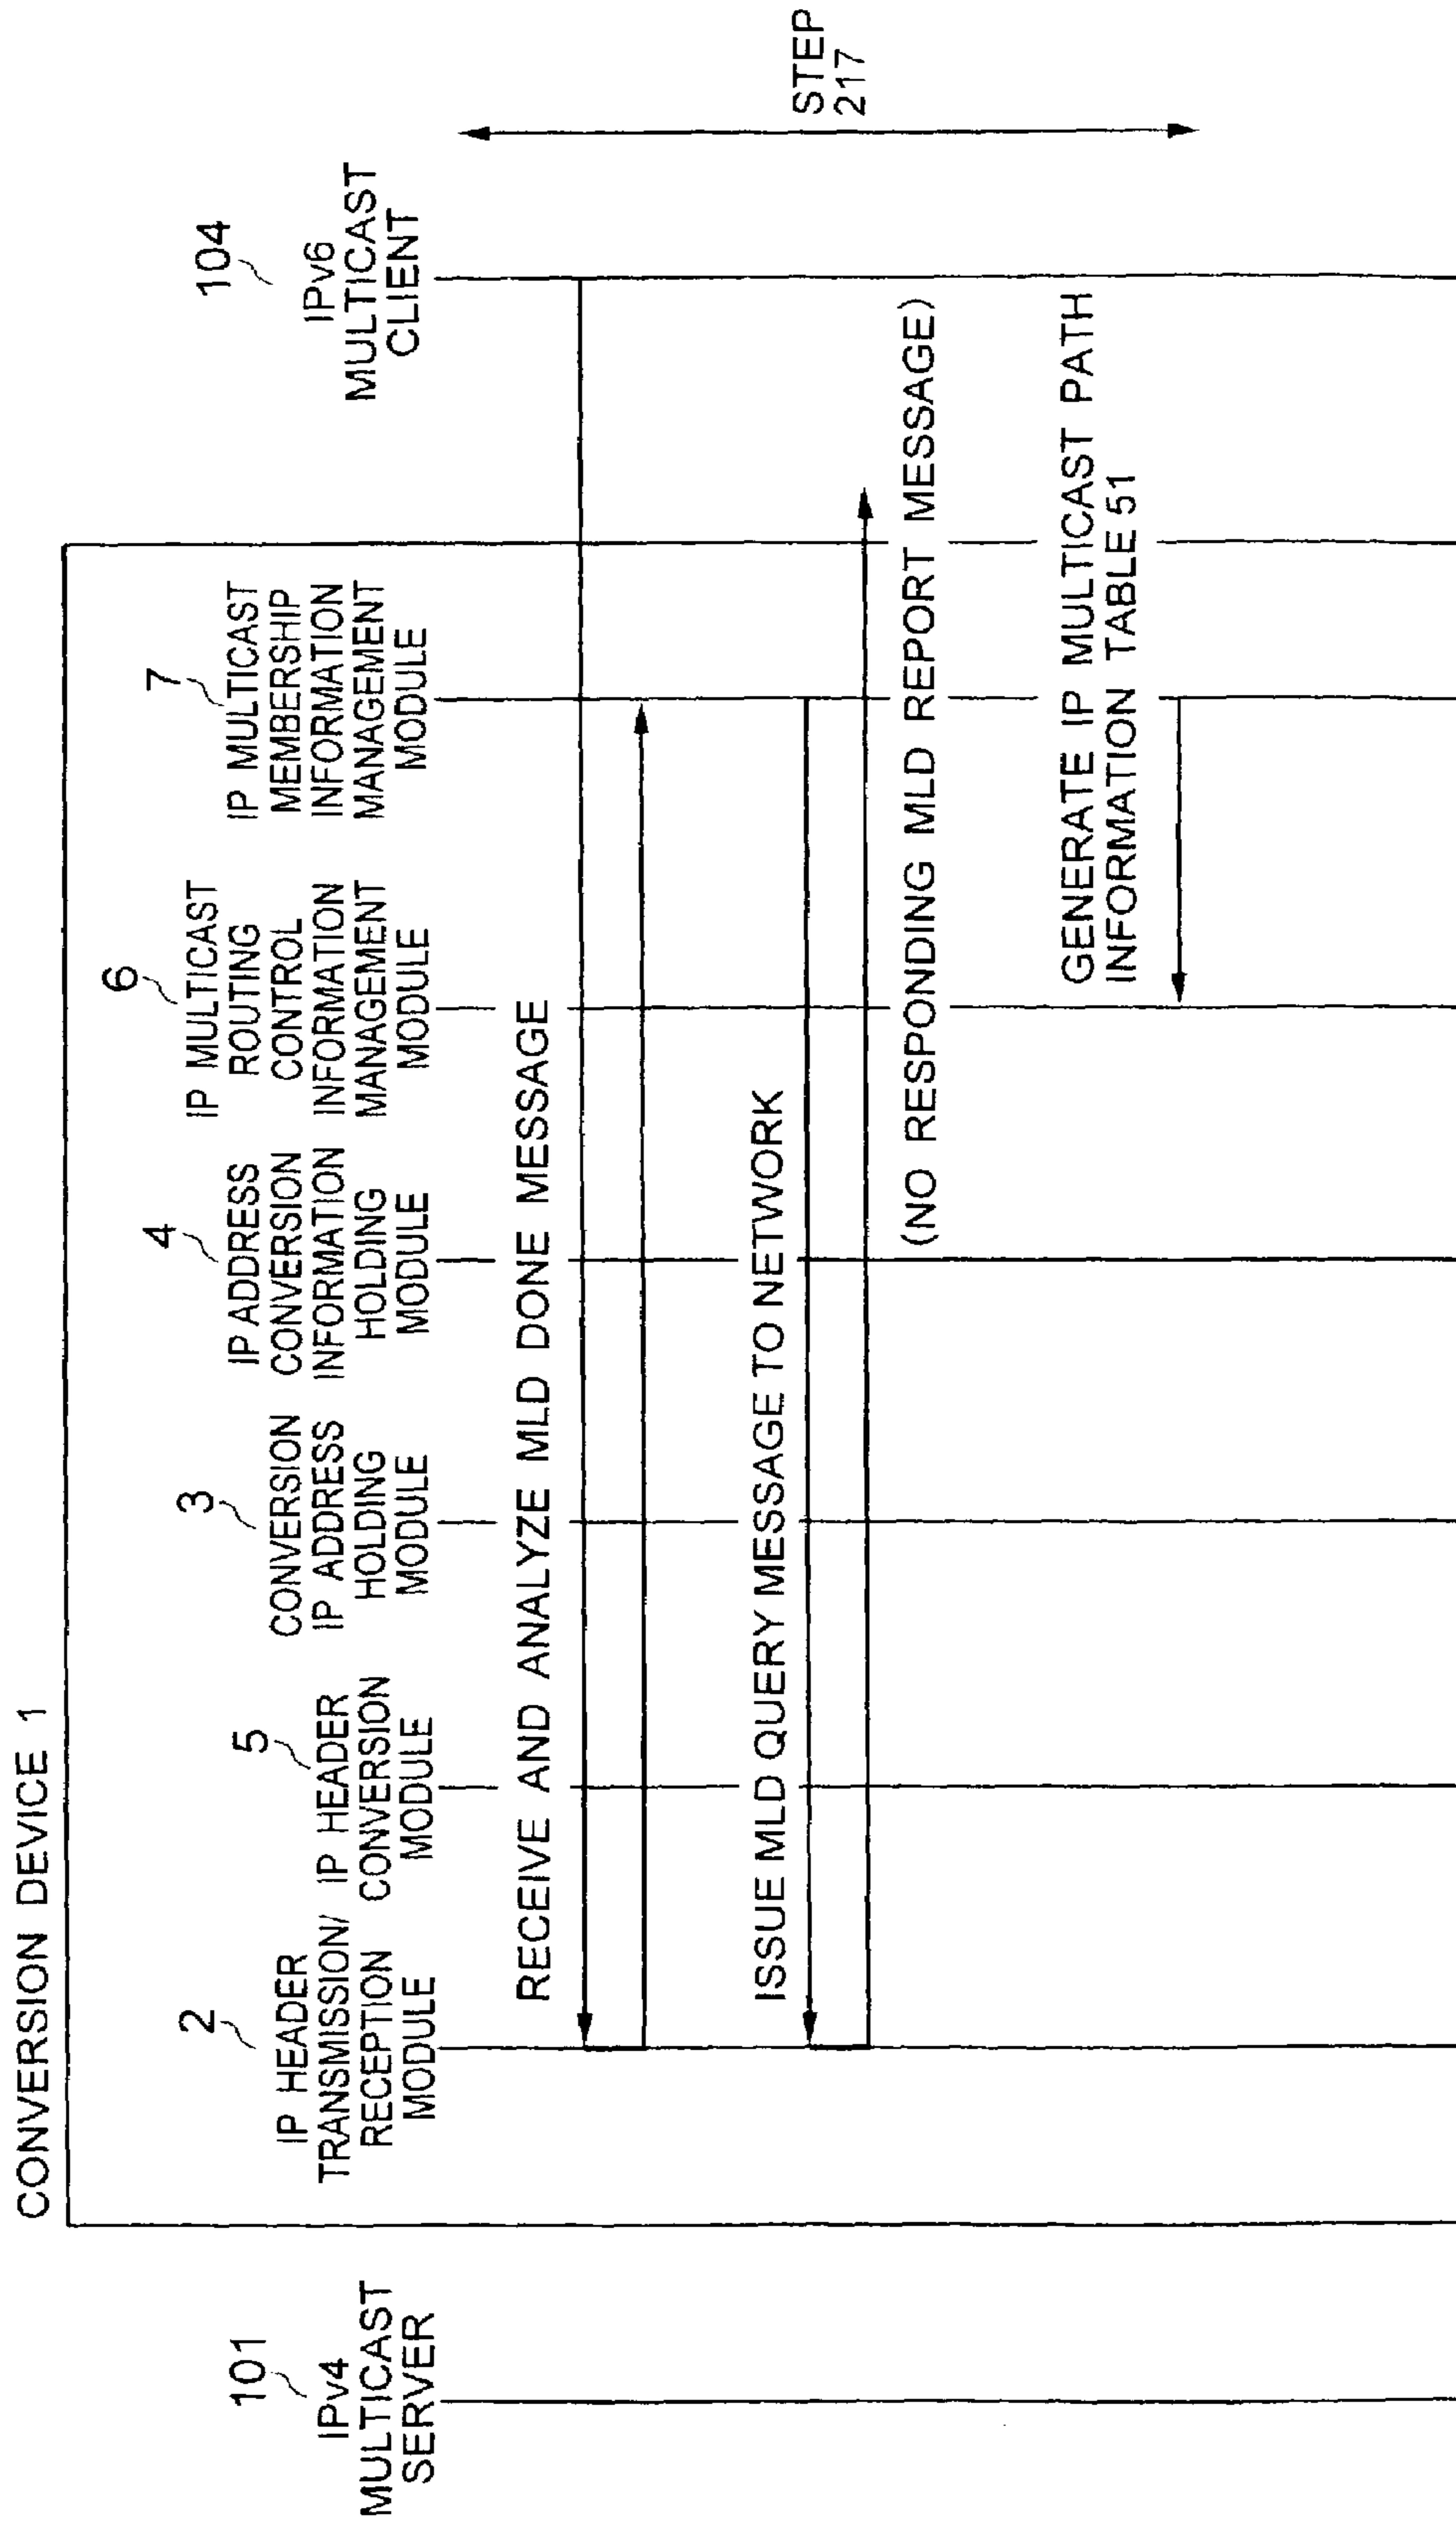 CONVERSION DEVICE 1
101
IPv4
MULTICAST
SERVER
2
IP HEADER
TRANSMISSION/
RECEPTION
MODULE
5
IP HEADER
CONVERSION
MODULE
3
CONVERSION
IP ADDRESS
HOLDING
MODULE
4
IP ADDRESS
CONVERSION
INFORMATION
HOLDING
MODULE
6
IP MULTICAST
ROUTING
CONTROL
INFORMATION
MANAGEMENT
MODULE
7
IP MULTICAST
MEMBERSHIP
INFORMATION
MANAGEMENT
MODULE
104
IPv6
MULTICAST
CLIENT
RECEIVE AND ANALYZE MLD DONE MESSAGE
ISSUE MLD QUERY MESSAGE TO NETWORK
(NO RESPONDING MLD REPORT MESSAGE)
GENERATE IP MULTICAST PATH
INFORMATION TABLE 51
STEP
217